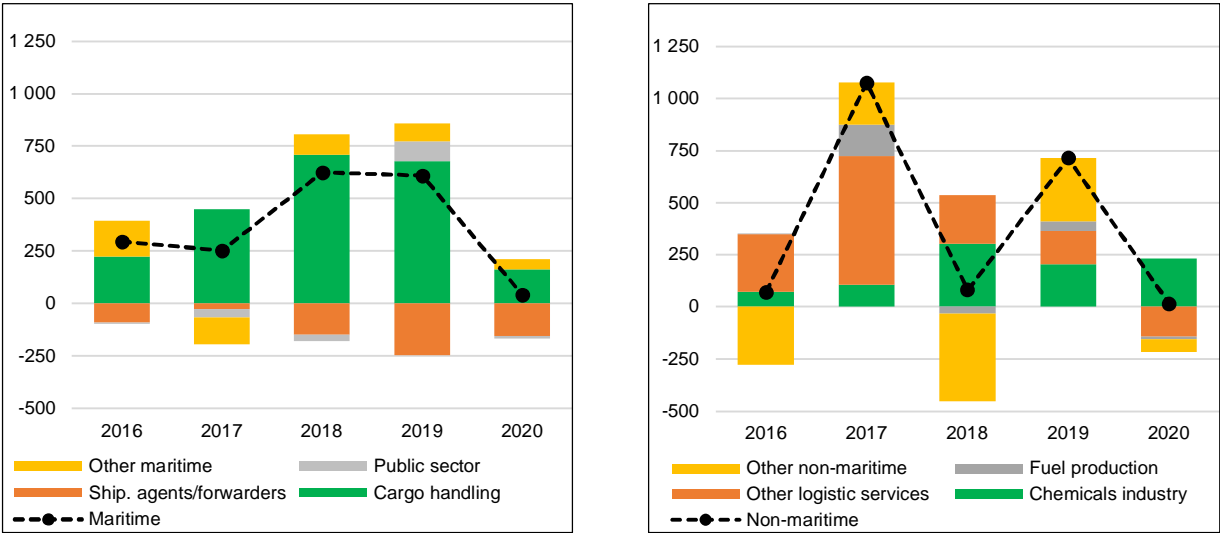 1 250
1 000
750
500
250
0
-250
-500
2016 2017 2018 2019 2020
Other maritime Public sector
Ship. agents/forwarders Cargo handling
Maritime
1 250
1 000
750
500
250
0
-250
-500
2016 2017 2018 2019 2020
Other non-maritime Fuel production
Other logistic services Chemicals industry
Non-maritime